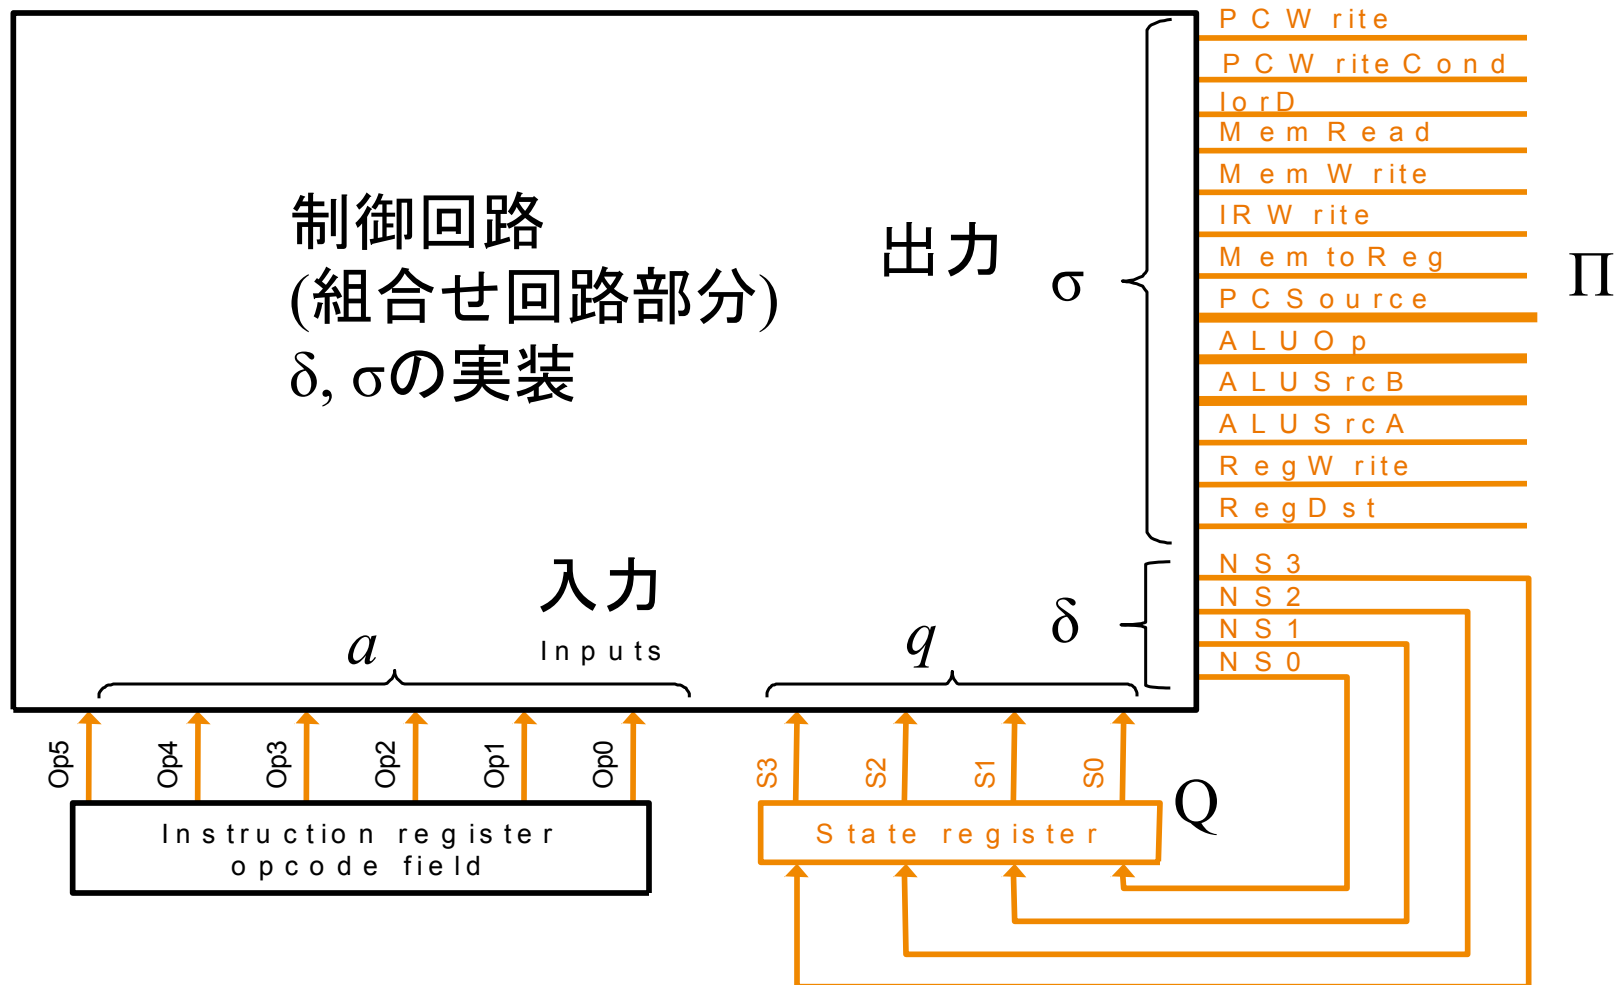 制御回路
(組合せ回路部分)
δ, σの実装
出力
σ
PCWrite
PCWriteCond
IorD
MemRead
MemWrite
IRWrite
MemtoReg
PCSource
ALUOp
ALUSrcB
ALUSrcA
RegWrite
RegDst
Π
入力
Inputs
a
q
δ
NS3
NS2
NS1
NS0
Op5
Op4
Op3
Op2
Op1
Op0
S3
S2
S1
S0
Instruction register
opcode field
State register
Q